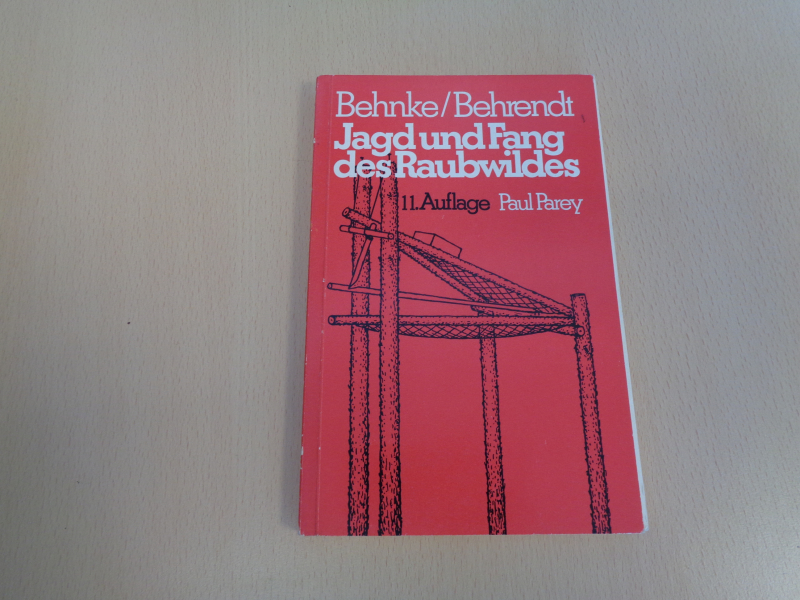 Behnke/Behrendt
Jagd und Fang
des Raubwildes
11. Auflage Paul Parey